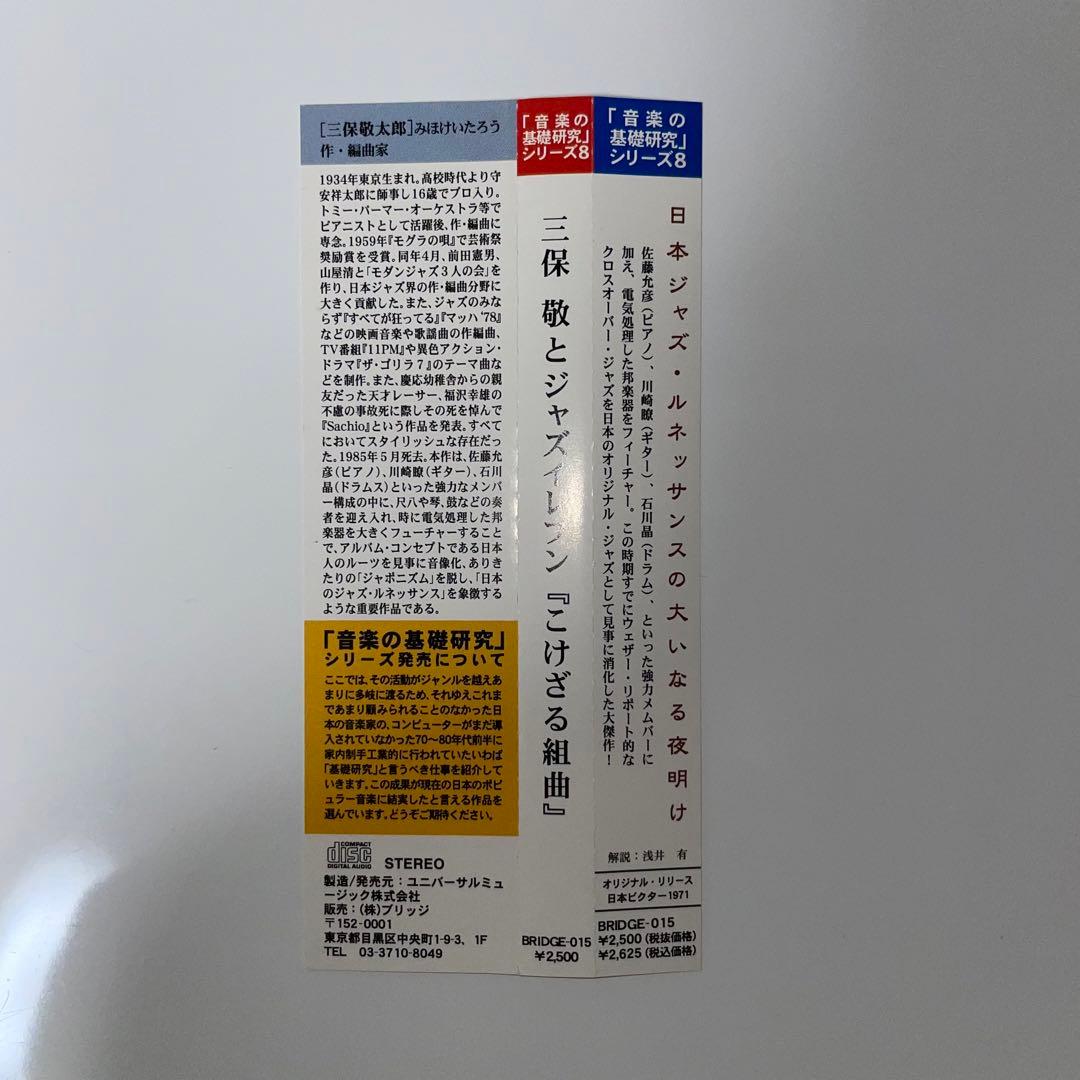 ［三保敬太郎］みほけいたろう
作・編曲家
1934年東京生まれ。高校時代より守
安祥太郎に師事し16歳でプロ入り。
トミー・パーマー・オーケストラ等で
ピアニストとして活躍後、作・編曲に
専念。1959年『モグラの唄』で芸術祭
奨励賞を受賞。同年4月、前田憲男、
山屋清と「モダンジャズ３人の会」を
作り、日本ジャズ界の作・編曲分野に
大きく貢献した。また、ジャズのみな
らず『すべてが狂ってる』『マッハ'78』
などの映画音楽や歌謡曲の作編曲、
TV番組『11PM』や異色アクション・
ドラマ『ザ・ゴリラ７』のテーマ曲な
どを制作。また、慶応幼稚舎からの親
友だった天才レーサー、福沢幸雄の
不慮の事故死に際しその死を悼んで
『Sachio』という作品を発表。すべて
においてスタイリッシュな存在だっ
た。1985年５月死去。本作は、佐藤允
彦（ピアノ）、川崎瞭（ギター）、石川
晶（ドラムス）といった強力なメンバ
ー構成の中に、尺八や琴、鼓などの奏
者を迎え入れ、時に電気処理した邦
楽器を大きくフューチャーすること
で、アルバム・コンセプトである日本
人のルーツを見事に音像化、ありき
たりの「ジャポニズム」を脱し、「日本
のジャズ・ルネッサンス」を象徴する
ような重要作品である。
「音楽の基礎研究」
シリーズ発売について
ここでは、その活動がジャンルを越えあ
まりに多岐に渡るため、それゆえこれま
であまり顧みられることのなかった日
本の音楽家の、コンピューターがまだ導
入されていなかった70〜80年代前半に
家内制手工業的に行われていたいわば
「基礎研究」と言うべき仕事を紹介して
いきます。この成果が現在の日本のポピ
ュラー音楽に結実したと言える作品を
選んでいます。どうぞご期待ください。
COMPACT
disc
DIGITAL AUDIO
STEREO
製造/発売元：ユニバーサルミュ
ージック株式会社
販売：（株）ブリッジ
〒152-0001
東京都目黒区中央町1-9-3、1F
TEL 03-3710-8049
「音楽の
基礎研究」
シリーズ8
三保 敬とジャズイレブン『こけざる組曲』
BRIDGE-015
¥2,500
「音楽の
基礎研究」
シリーズ8
日本ジャズ・ルネッサンスの大いなる夜明け
佐藤允彦（ピアノ）、川崎瞭（ギター）、石川晶（ドラム）、といった強力メムバーに
加え、電気処理した邦楽器をフィーチャー。この時期すでにウェザー・リポート的な
クロスオーバー・ジャズを日本のオリジナル・ジャズとして見事に消化した大傑作！
解説：浅井 有
オリジナル・リリース
日本ビクター1971
BRIDGE-015
¥2,500（税抜価格）
¥2,625（税込価格）